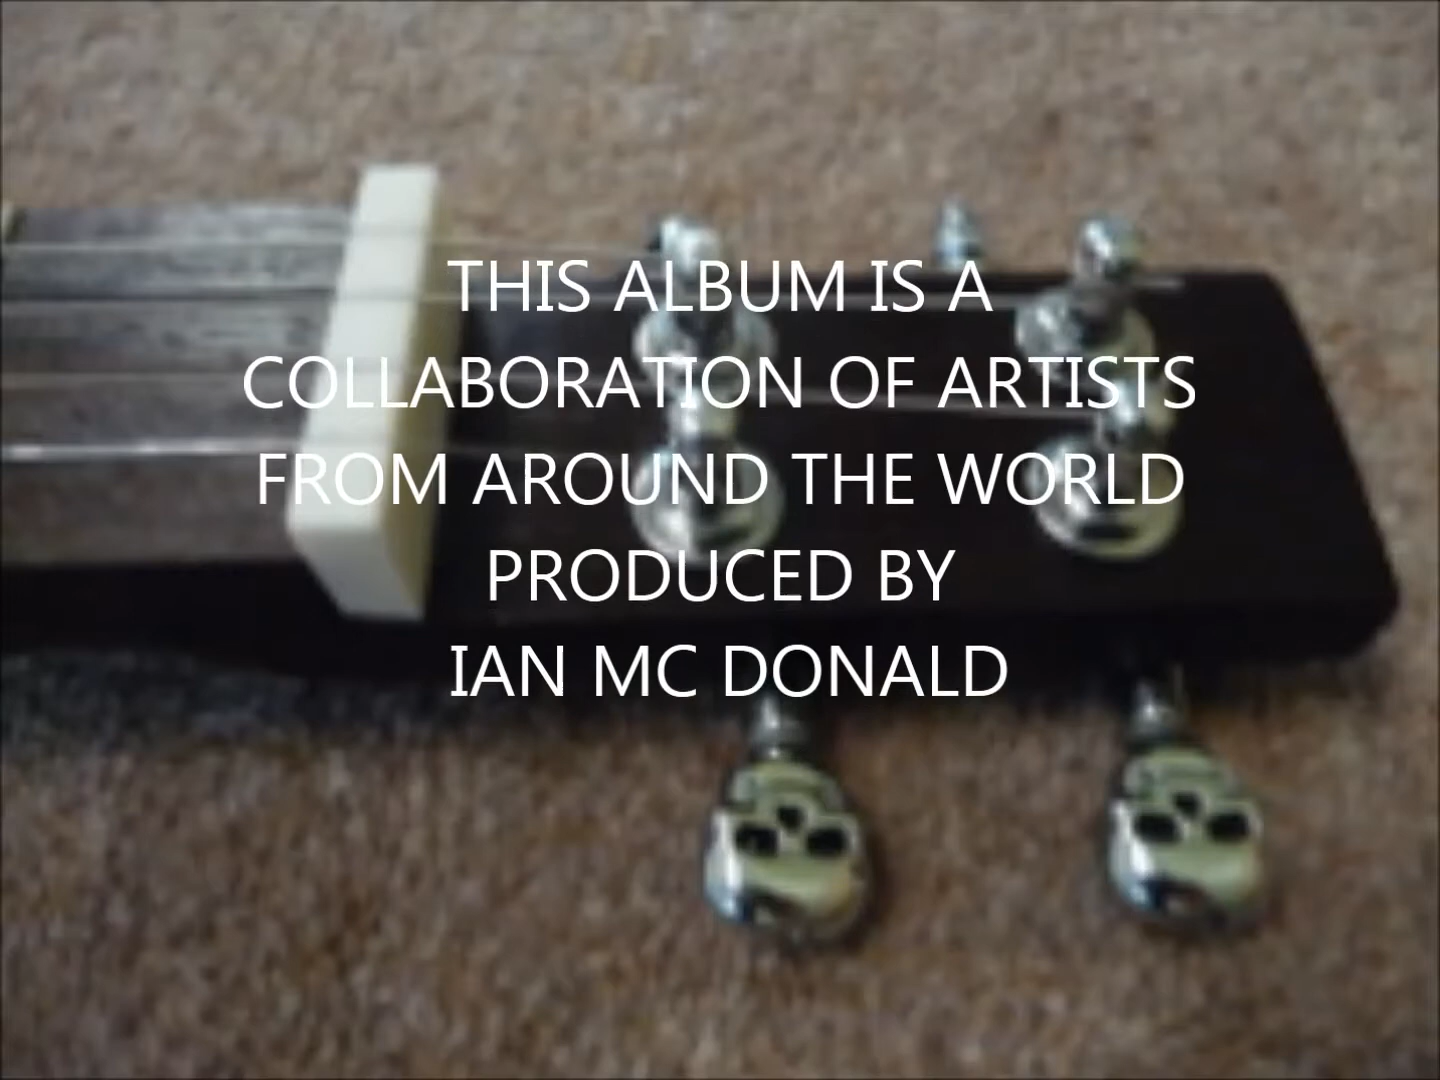 THIS ALBUM IS A
COLLABORATION OF ARTISTS
FROM AROUND THE WORLD
PRODUCED BY
IAN MC DONALD